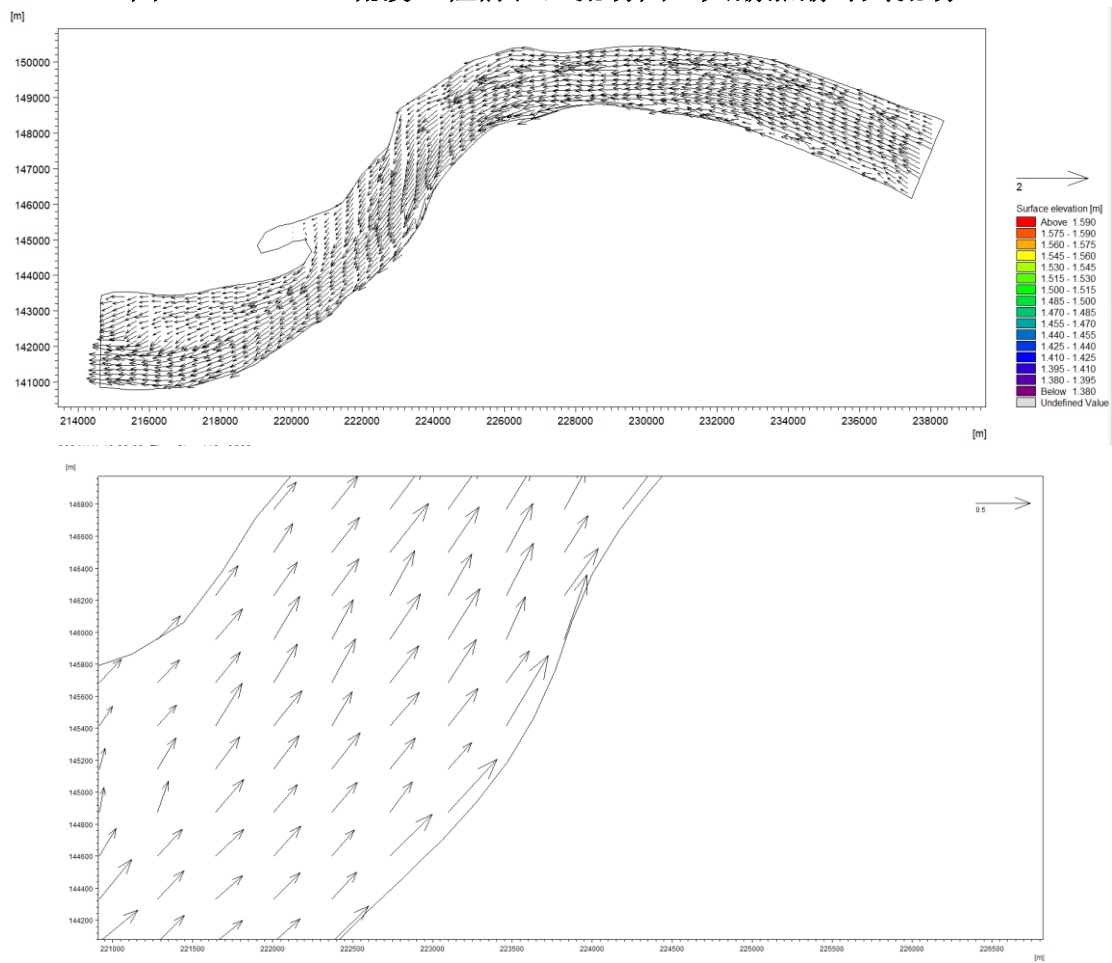 [m]
150000
149000
148000
147000
146000
145000
144000
143000
142000
141000
214000 216000 218000 220000 222000 224000 226000 228000 230000 232000 234000 236000 238000
[m]
2
Surface elevation [m]
Above 1.590
1.575 - 1.590
1.560 - 1.575
1.545 - 1.560
1.530 - 1.545
1.515 - 1.530
1.500 - 1.515
1.485 - 1.500
1.470 - 1.485
1.455 - 1.470
1.440 - 1.455
1.425 - 1.440
1.410 - 1.425
1.395 - 1.410
1.380 - 1.395
Below 1.380
Undefined Value
[m]
146800
146600
146400
146200
146000
145800
145600
145400
145200
145000
144800
144600
144400
144200
0.5
221000 221500 222000 222500 223000 223500 224000 224500 225000 225500 226000 226500
[m]